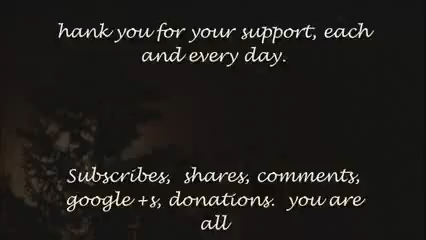 hank you for your support, each
and every day.
Subscribes, shares, comments,
google +s, donations. you are
all